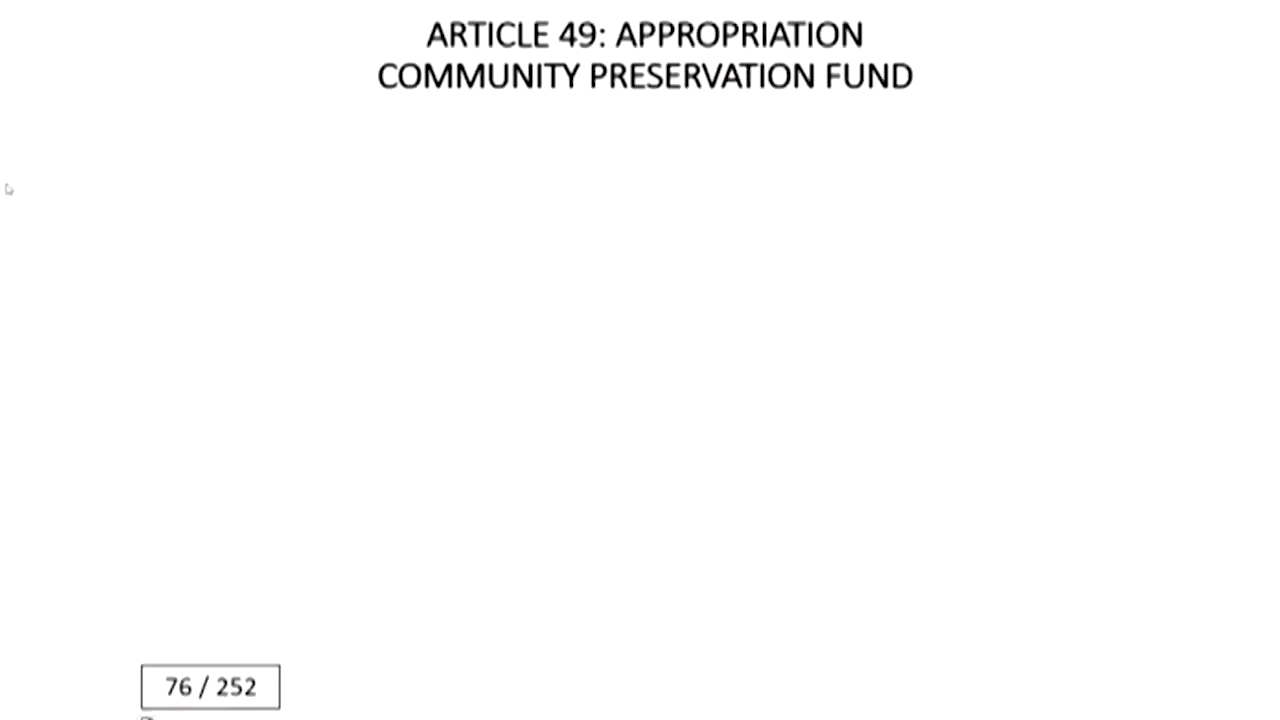 ARTICLE 49: APPROPRIATION
COMMUNITY PRESERVATION FUND
76 / 252